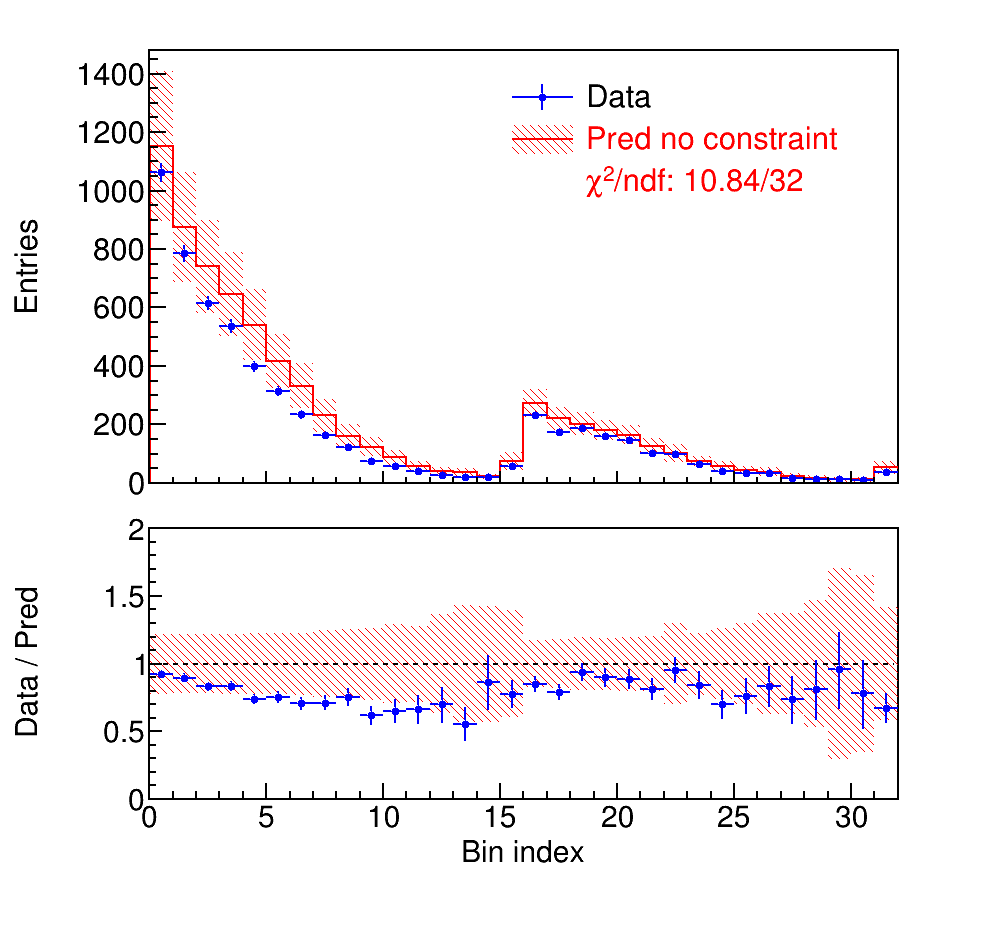 1400
1200
1000
800
600
400
200
0
Entries
Data
Pred no constraint
χ²/ndf: 10.84/32
2
1.5
1
0.5
0
Data / Pred
0 5 10 15 20 25 30
Bin index